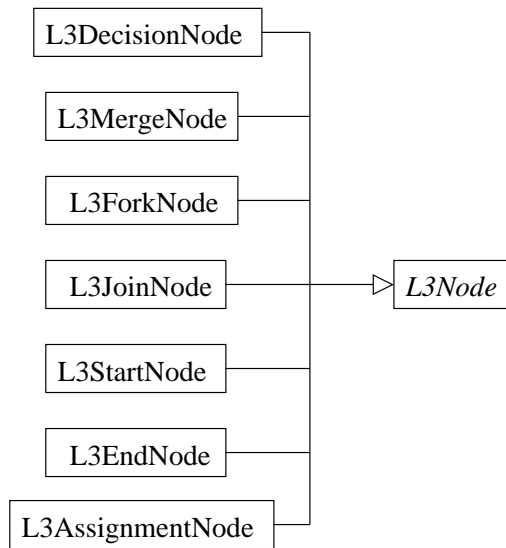 L3DecisionNode
L3MergeNode
L3ForkNode
L3JoinNode
L3Node
L3StartNode
L3EndNode
L3AssignmentNode